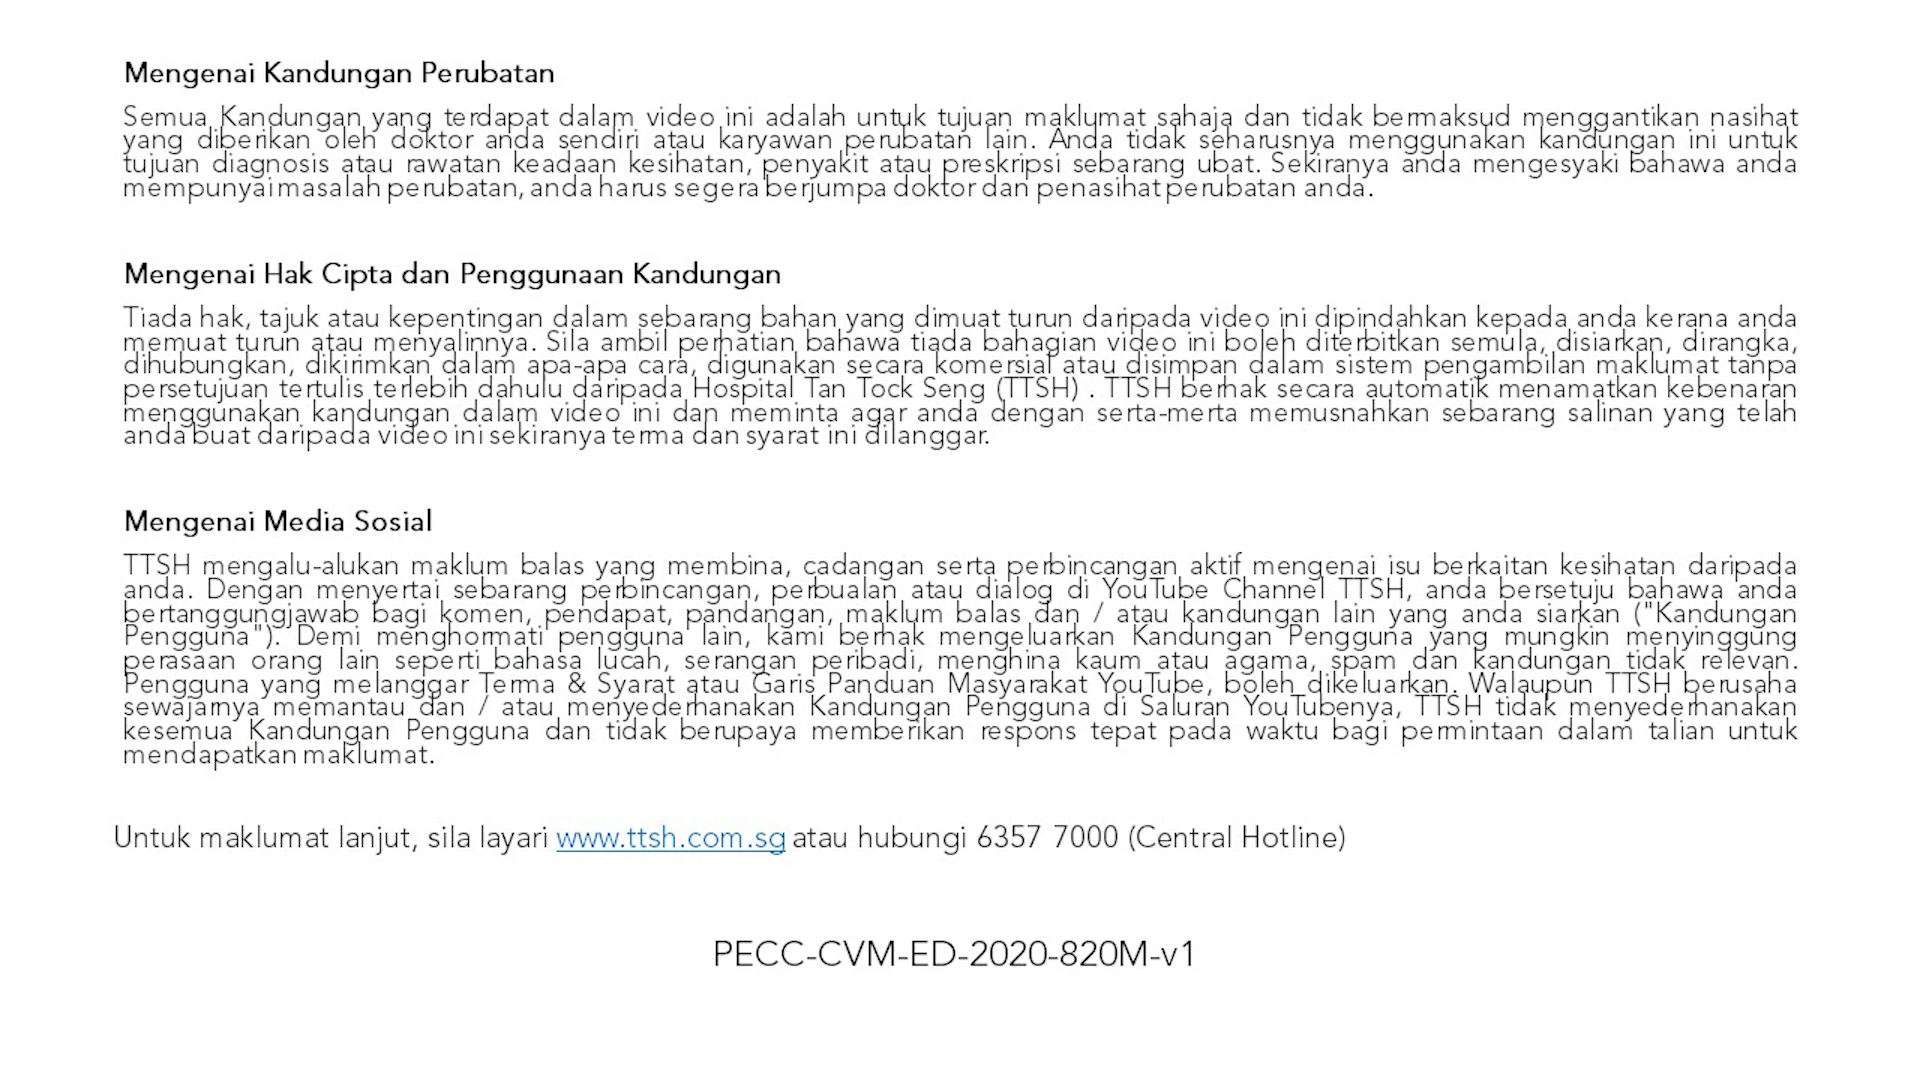 Mengenai Kandungan Perubatan
Semua Kandungan yang terdapat dalam video ini adalah untuk tujuan maklumat sahaja dan tidak bermaksud menggantikan nasihat
yang diberikan oleh doktor anda sendiri atau karyawan perubatan lain. Anda tidak seharusnya menggunakan kandungan ini untuk
tujuan diagnosis atau rawatan keadaan kesihatan, penyakit atau preskripsi sebarang ubat. Sekiranya anda mengesyaki bahawa anda
mempunyai masalah perubatan, anda harus segera berjumpa doktor dan penasihat perubatan anda.
Mengenai Hak Cipta dan Penggunaan Kandungan
Tiada hak, tajuk atau kepentingan dalam sebarang bahan yang dimuat turun daripada video ini dipindahkan kepada anda kerana anda
memuat turun atau menyalinnya. Sila ambil perhatian bahawa tiada bahagian video ini boleh diterbitkan semula, disiarkan, dirangka,
dihubungkan, dikirimkan dalam apa-apa cara, digunakan secara komersial atau disimpan dalam sistem pengambilan maklumat tanpa
persetujuan tertulis terlebih dahulu daripada Hospital Tan Tock Seng (TTSH) . TTSH berhak secara automatik menamatkan kebenaran
menggunakan kandungan dalam video ini dan meminta agar anda dengan serta-merta memusnahkan sebarang salinan yang telah
anda buat daripada video ini sekiranya terma dan syarat ini dilanggar.
Mengenai Media Sosial
TTSH mengalu-alukan maklum balas yang membina, cadangan serta perbincangan aktif mengenai isu berkaitan kesihatan daripada
anda. Dengan menyertai sebarang perbincangan, perbualan atau dialog di YouTube Channel TTSH, anda bersetuju bahawa anda
bertanggungjawab bagi komen, pendapat, pandangan, maklum balas dan / atau kandungan lain yang anda siarkan ("Kandungan
Pengguna"). Demi menghormati pengguna lain, kami berhak mengeluarkan Kandungan Pengguna yang mungkin menyinggung
perasaan orang lain seperti bahasa lucah, serangan peribadi, menghina kaum atau agama, spam dan kandungan tidak relevan.
Pengguna yang melanggar Terma & Syarat atau Garis Panduan Masyarakat YouTube, boleh dikeluarkan. Walaupun TTSH berusaha
sewajarnya memantau dan / atau menyederhanakan Kandungan Pengguna di Saluran YouTubenya, TTSH tidak menyederhanakan
kesemua Kandungan Pengguna dan tidak berupaya memberikan respons tepat pada waktu bagi permintaan dalam talian untuk
mendapatkan maklumat.
Untuk maklumat lanjut, sila layari www.ttsh.com.sg atau hubungi 6357 7000 (Central Hotline)
PECC-CVM-ED-2020-820M-v1